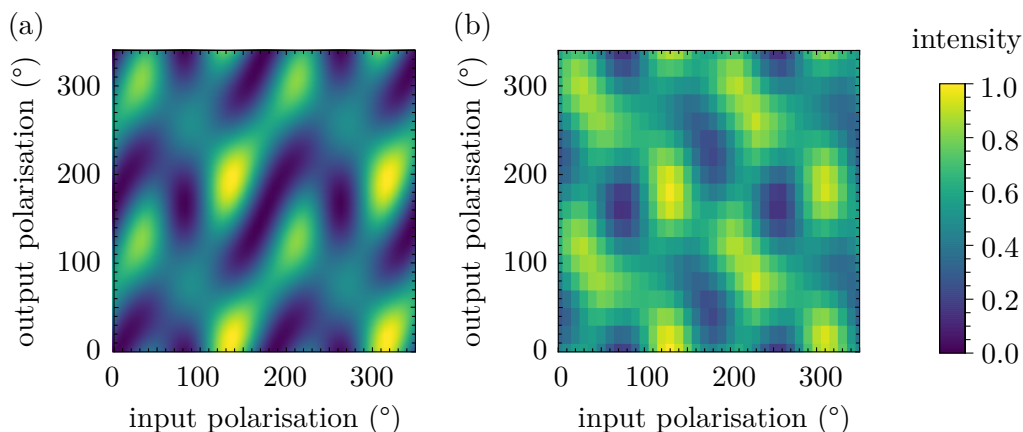 (a)
output polarisation (°)
300
200
100
0
0 100 200 300
input polarisation (°)
(b)
output polarisation (°)
300
200
100
0
0 100 200 300
input polarisation (°)
intensity
1.0
0.8
0.6
0.4
0.2
0.0